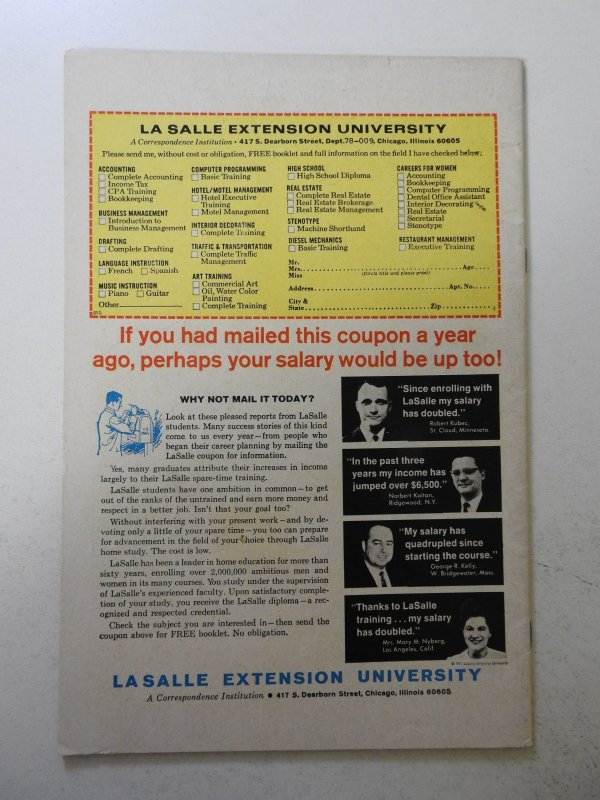 LA SALLE EXTENSION UNIVERSITY
A Correspondence Institution • 417 S. Dearborn Street, Dept. 78-009, Chicago, Illinois 60605
Please send me, without cost or obligation, FREE booklet and full information on the field I have checked below:
ACCOUNTING
Complete Accounting
Income Tax
CPA Training
Bookkeeping
BUSINESS MANAGEMENT
Introduction to
Business Management
DRAFTING
Complete Drafting
LANGUAGE INSTRUCTION
French Spanish
MUSIC INSTRUCTION
Piano Guitar
Other
COMPUTER PROGRAMMING
Basic Training
HOTEL/MOTEL MANAGEMENT
Hotel Executive
Training
Motel Management
INTERIOR DECORATING
Complete Training
TRAFFIC & TRANSPORTATION
Complete Traffic
Management
ART TRAINING
Commercial Art
Oil, Water Color
Painting
Complete Training
HIGH SCHOOL
High School Diploma
REAL ESTATE
Complete Real Estate
Real Estate Brokerage
Real Estate Management
STENOTYPE
Machine Shorthand
DIESEL MECHANICS
Basic Training
CAREERS FOR WOMEN
Accounting
Bookkeeping
Computer Programming
Dental Office Assistant
Interior Decorating
Real Estate
Secretarial
Stenotype
RESTAURANT MANAGEMENT
Executive Training
Mr.
Mrs. Age
Miss (Circle title and please print)
Address Apt. No.
City &
State Zip
If you had mailed this coupon a year
ago, perhaps your salary would be up too!
WHY NOT MAIL IT TODAY?
Look at these pleased reports from LaSalle
students. Many success stories of this kind
come to us every year—from people who
began their career planning by mailing the
LaSalle coupon for information.
Yes, many graduates attribute their increases in income
largely to their LaSalle spare-time training.
LaSalle students have one ambition in common—to get
out of the ranks of the untrained and earn more money and
respect in a better job. Isn't that your goal too?
Without interfering with your present work—and by de-
voting only a little of your spare time—you too can prepare
for advancement in the field of your choice through LaSalle
home study. The cost is low.
LaSalle has been a leader in home education for more than
sixty years, enrolling over 2,000,000 ambitious men and
women in its many courses. You study under the supervision
of LaSalle's experienced faculty. Upon satisfactory comple-
tion of your study, you receive the LaSalle diploma—a rec-
ognized and respected credential.
Check the subject you are interested in—then send the
coupon above for FREE booklet. No obligation.
"Since enrolling with
LaSalle my salary
has doubled."
Robert Kubec,
St. Cloud, Minnesota.
"In the past three
years my income has
jumped over $6,500."
Norbert Kaitan,
Ridgewood, N.Y.
"My salary has
quadrupled since
starting the course."
George R. Kelly,
W. Bridgewater, Mass.
"Thanks to LaSalle
training . . . my salary
has doubled."
Mrs. Mary M. Nyberg,
Los Angeles, Calif.
LaSalle Extension University
LA SALLE EXTENSION UNIVERSITY
A Correspondence Institution • 417 S. Dearborn Street, Chicago, Illinois 60605